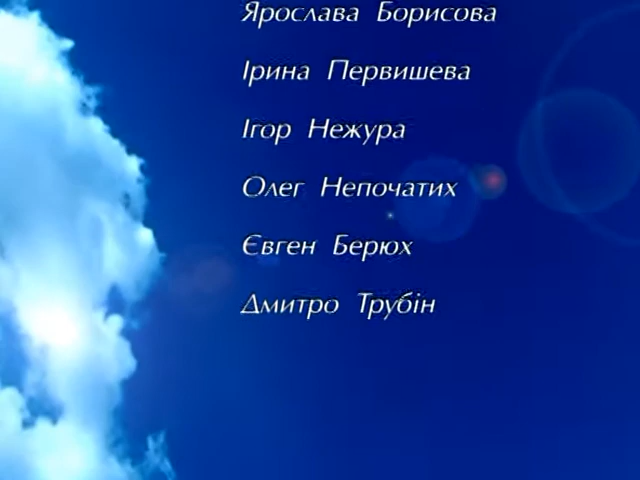 Ярослава Борисова
Ірина Первишева
Ігор Нежура
Олег Непочатих
Євген Берюх
Дмитро Трубін